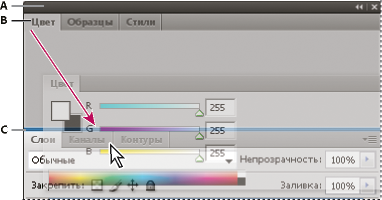 A
B Цвет Образцы Стили
Цвет
R 255
C G 255
Слои Каналы Контуры
B 255
Обычные Непрозрачность: 100%
Закрепить: Заливка: 100%